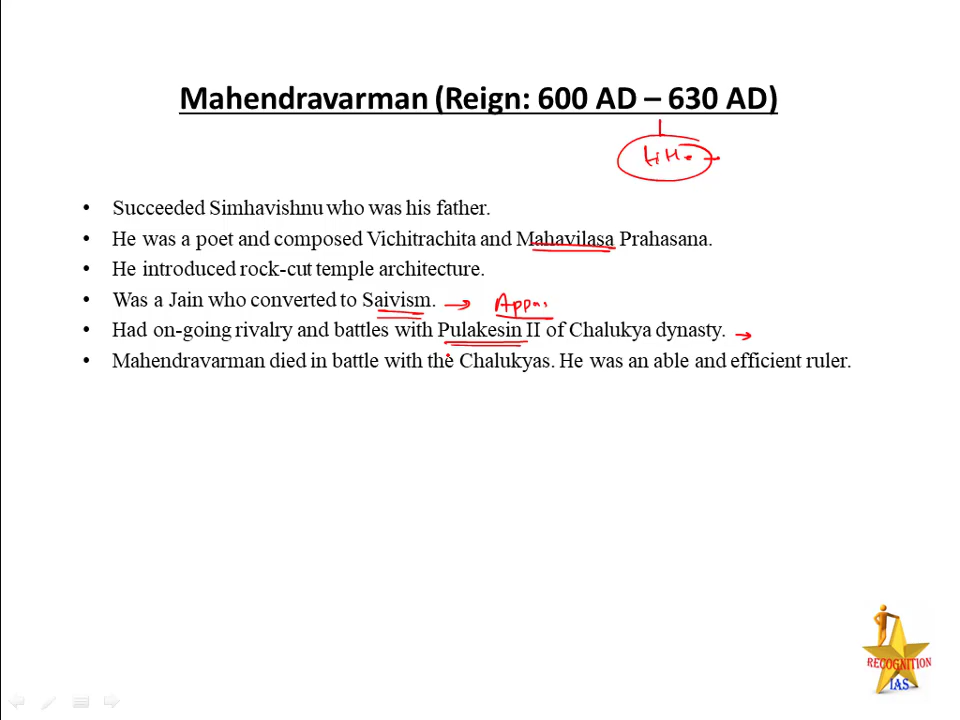 Mahendravarman (Reign: 600 AD – 630 AD)
• Succeeded Simhavishnu who was his father.
• He was a poet and composed Vichitrachita and Mahavilasa Prahasana.
• He introduced rock-cut temple architecture.
• Was a Jain who converted to Saivism. → Appar
• Had on-going rivalry and battles with Pulakesin II of Chalukya dynasty. →
• Mahendravarman died in battle with the Chalukyas. He was an able and efficient ruler.
RECOGNITION
IAS